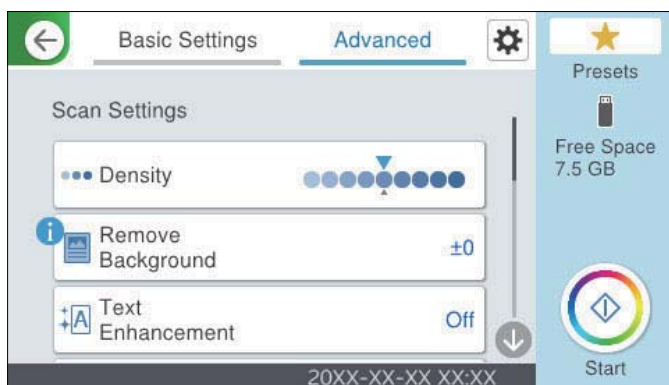 Basic Settings
Advanced
Presets
Scan Settings
Free Space
7.5 GB
Density
Remove
Background
±0
Text
Enhancement
Off
Start
20XX-XX-XX XX:XX